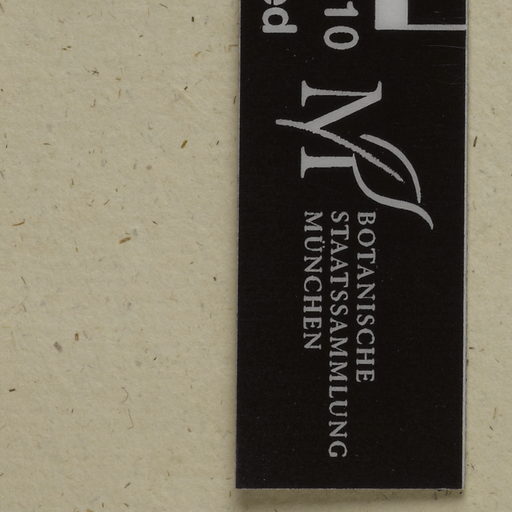 10
ed
M
BOTANISCHE
STAATSSAMMLUNG
MÜNCHEN